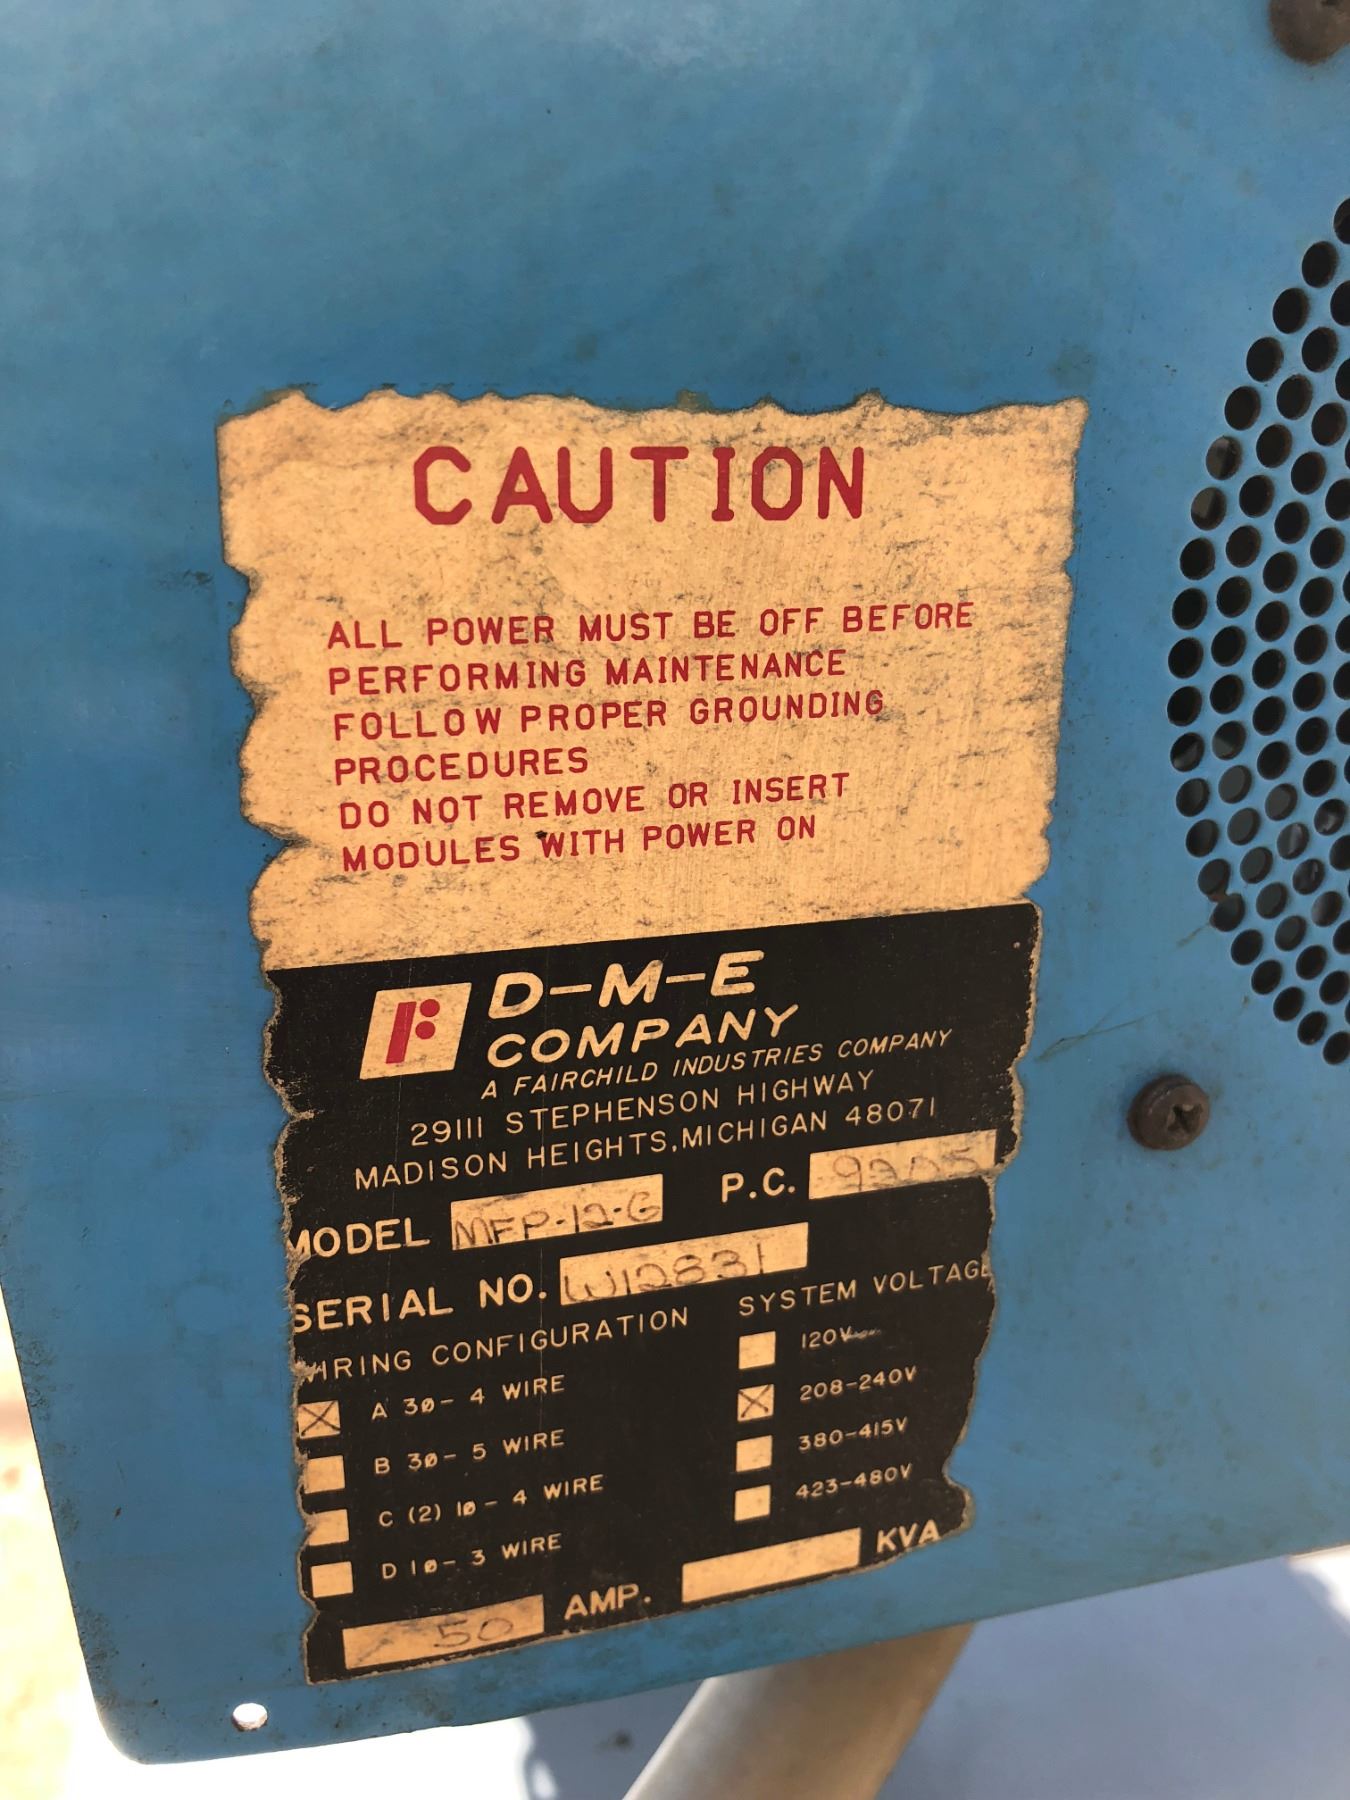 CAUTION
ALL POWER MUST BE OFF BEFORE
PERFORMING MAINTENANCE
FOLLOW PROPER GROUNDING
PROCEDURES
DO NOT REMOVE OR INSERT
MODULES WITH POWER ON
D-M-E
COMPANY
A FAIRCHILD INDUSTRIES COMPANY
29111 STEPHENSON HIGHWAY
MADISON HEIGHTS, MICHIGAN 48071
MODEL MFP-12-G P.C.
SERIAL NO. W12831
WIRING CONFIGURATION
A 3Ø - 4 WIRE
B 3Ø - 5 WIRE
C (2) 1Ø - 4 WIRE
D 1Ø - 3 WIRE
SYSTEM VOLTAGE
120V
208-240V
380-415V
423-480V
50 AMP. KVA